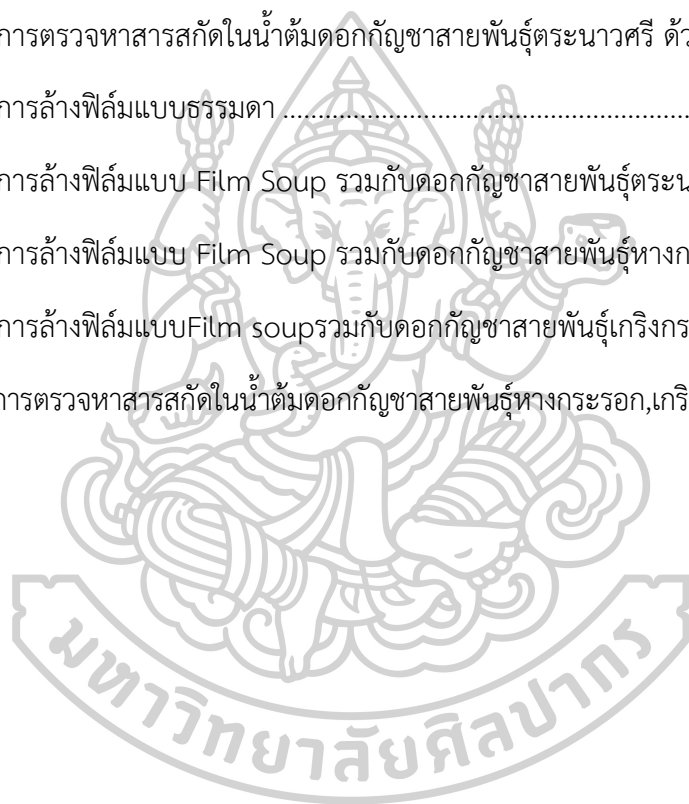 การตรวจหาสารสกัดในน้ำต้มดอกกัญชาสายพันธุ์ตระนาวศรี ด้ว
การล้างฟิล์มแบบธรรมดา ....................................................................
การล้างฟิล์มแบบ Film Soup รวมกับดอกกัญชาสายพันธุ์ตระน
การล้างฟิล์มแบบ Film Soup รวมกับดอกกัญชาสายพันธุ์หางก
การล้างฟิล์มแบบFilm soupรวมกับดอกกัญชาสายพันธุ์เกริงกร
การตรวจหาสารสกัดในน้ำต้มดอกกัญชาสายพันธุ์หางกระรอก,เกริ
มหาวิทยาลัยศิลปากร